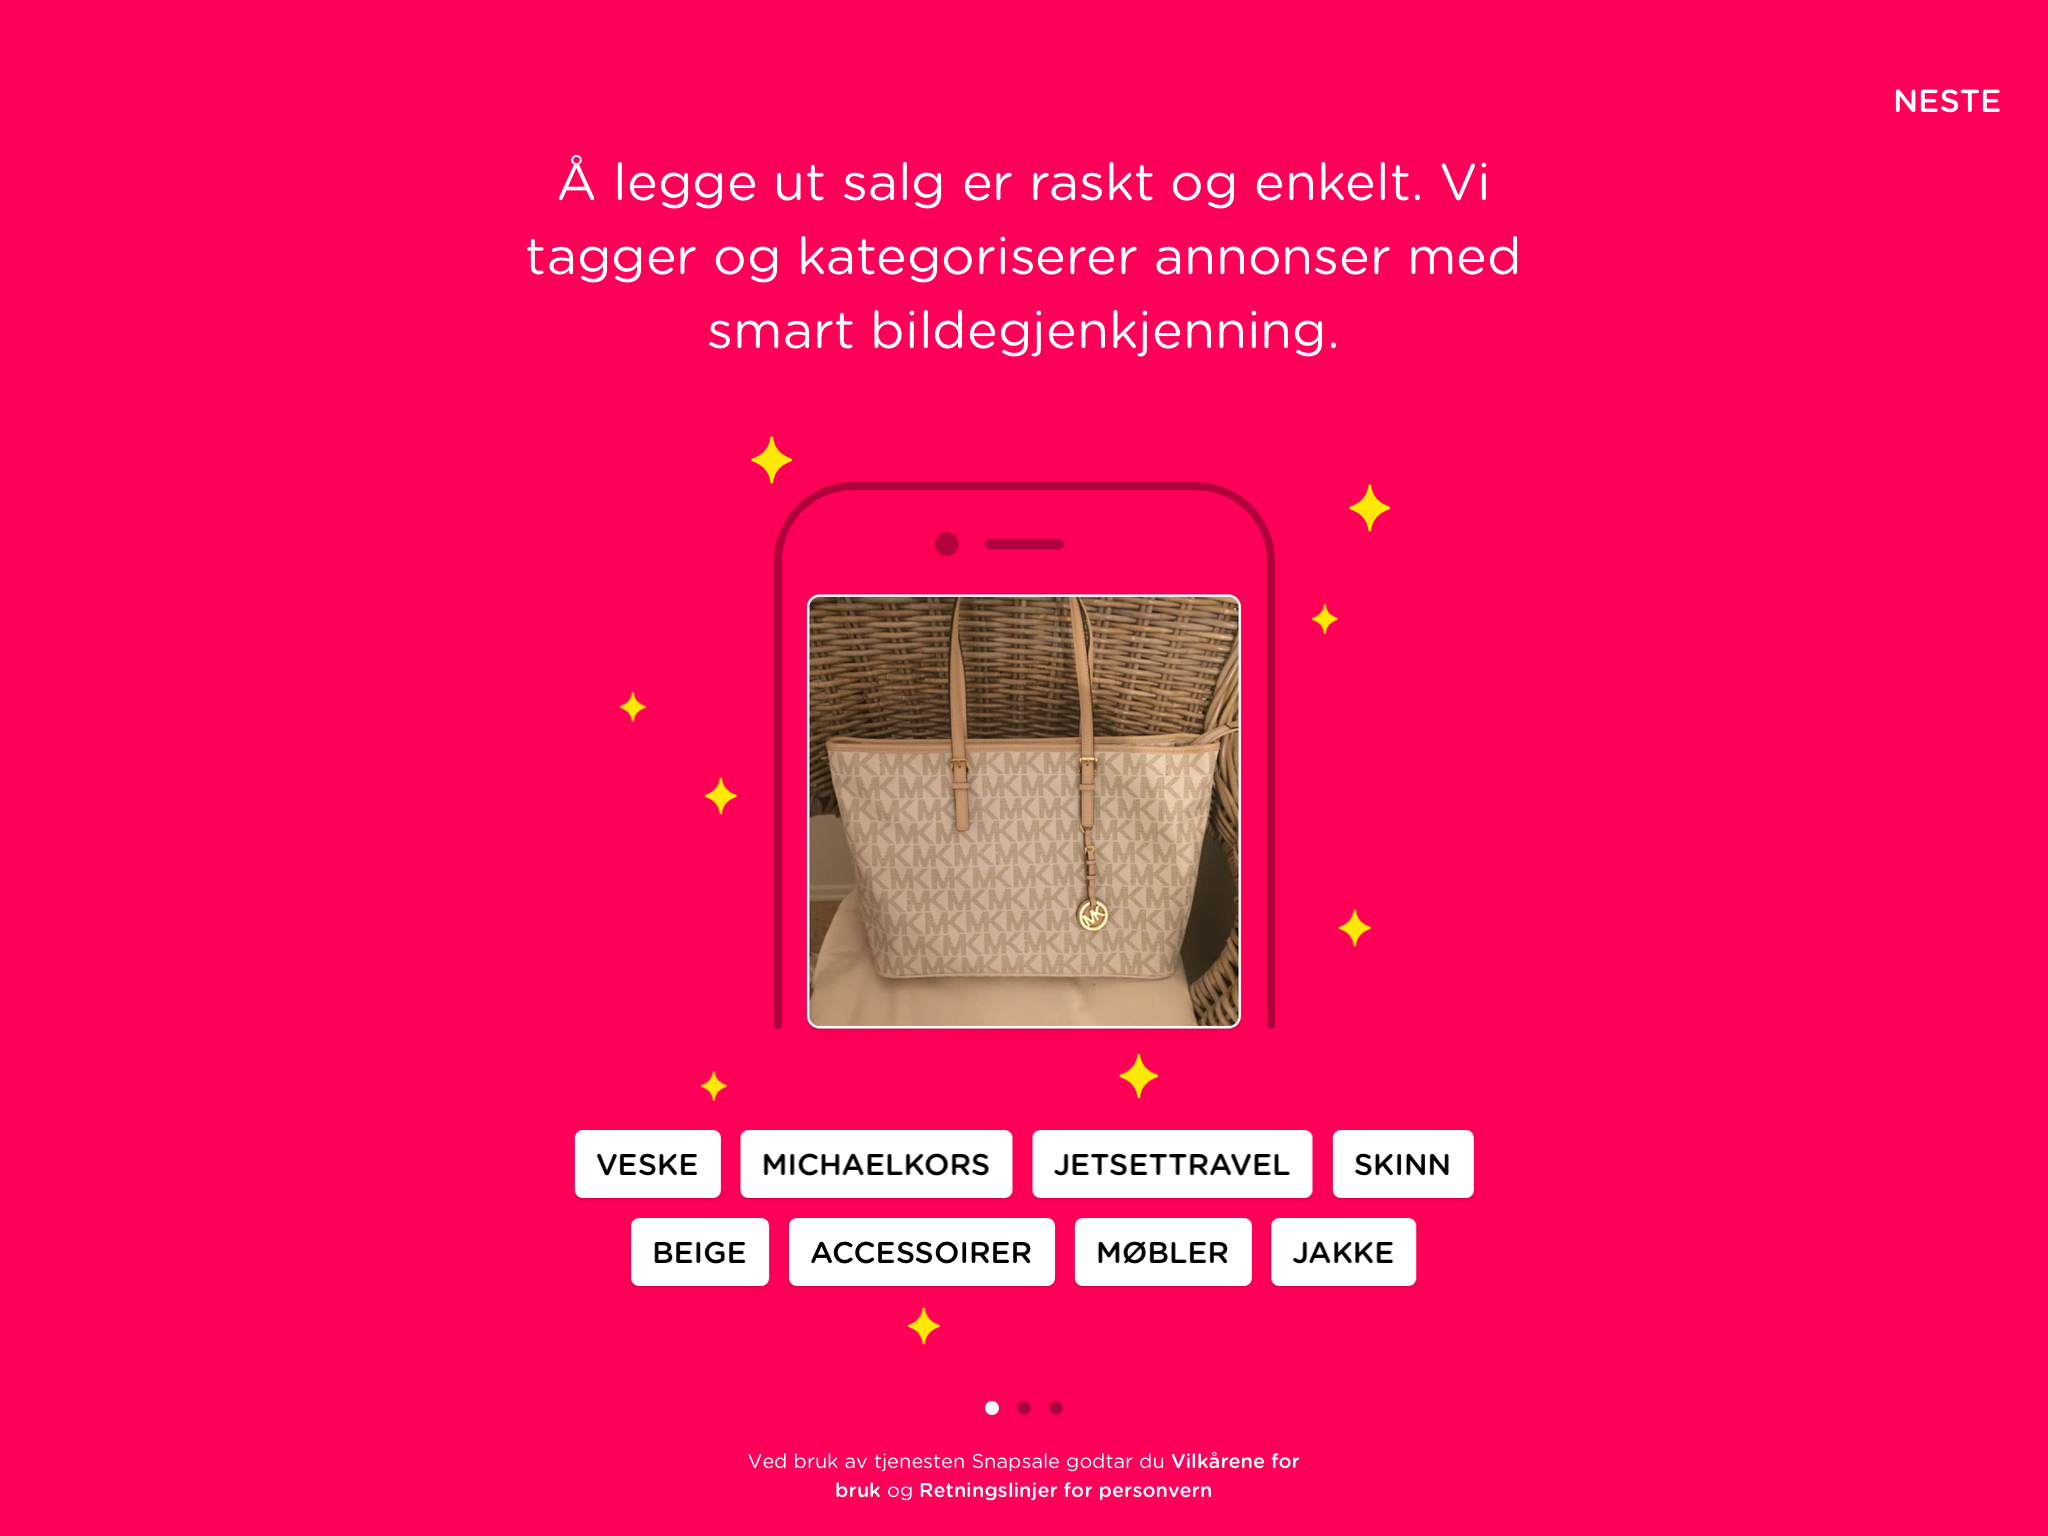 NESTE
Å legge ut salg er raskt og enkelt. Vi
tagger og kategoriserer annonser med
smart bildegjenkjenning.
VESKE MICHAELKORS JETSETTRAVEL SKINN
BEIGE ACCESSOIRER MØBLER JAKKE
Ved bruk av tjenesten Snapsale godtar du Vilkårene for
bruk og Retningslinjer for personvern